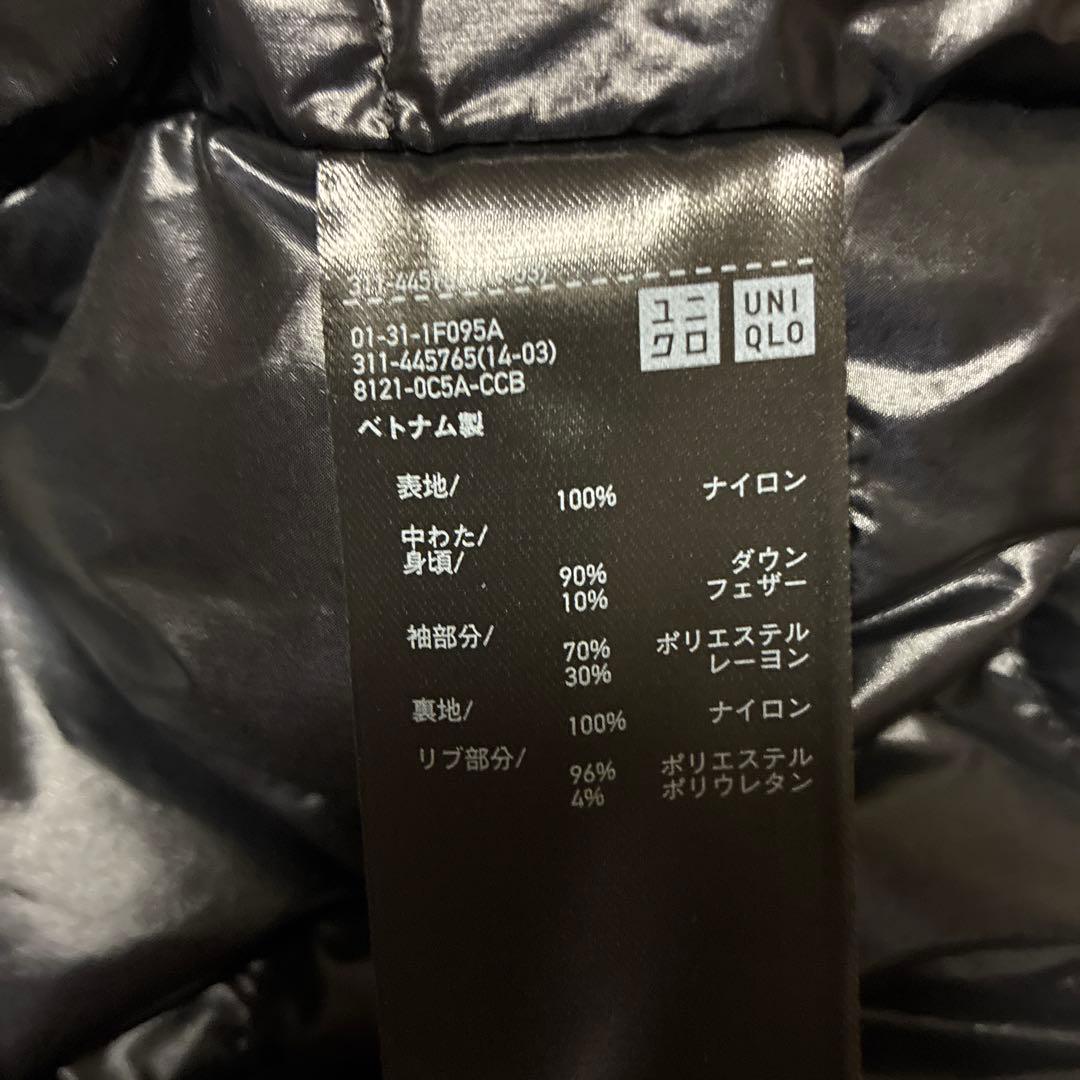 ユニ
クロ
UNI
QLO
01-31-1F095A
311-445765(14-03)
8121-0C5A-CCB
ベトナム製
表地/ 100% ナイロン
中わた/
身頃/ 90% ダウン
10% フェザー
袖部分/ 70% ポリエステル
30% レーヨン
裏地/ 100% ナイロン
リブ部分/ 96% ポリエステル
4% ポリウレタン